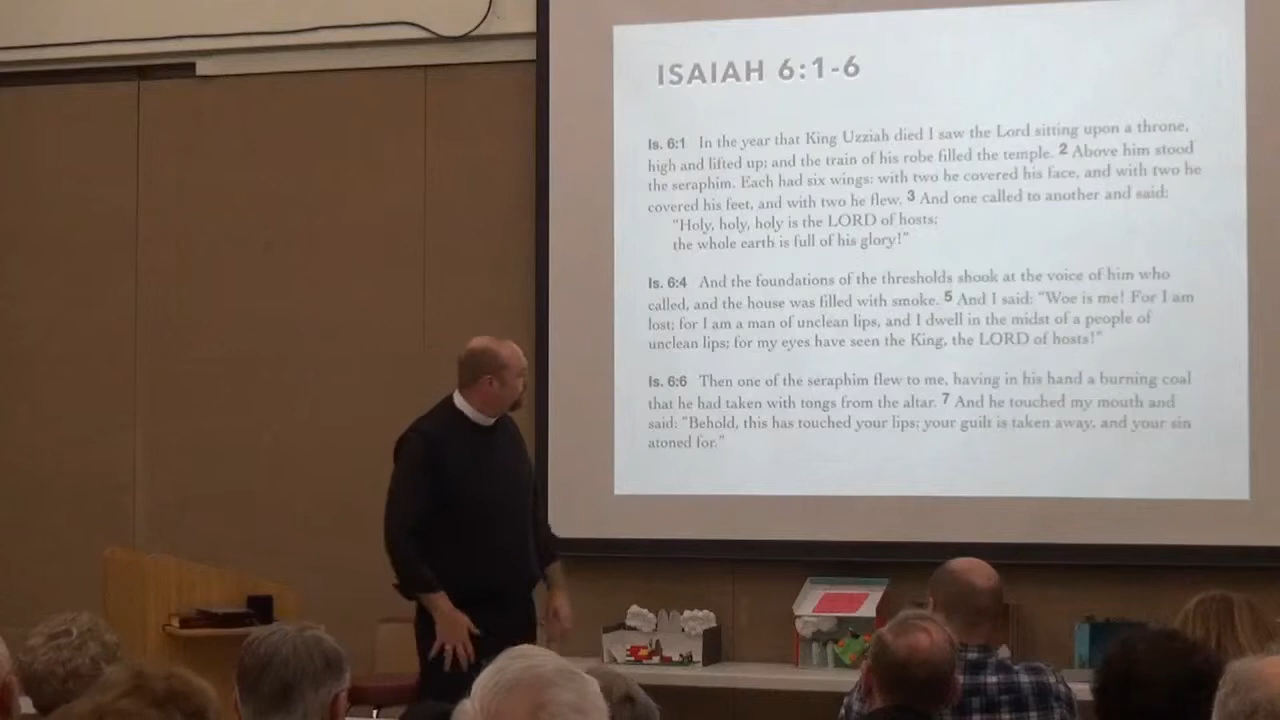 ISAIAH 6:1-6
Is. 6:1 In the year that King Uzziah died I saw the Lord sitting upon a throne,
high and lifted up; and the train of his robe filled the temple. 2 Above him stood
the seraphim. Each had six wings: with two he covered his face, and with two he
covered his feet, and with two he flew. 3 And one called to another and said:
“Holy, holy, holy is the LORD of hosts;
the whole earth is full of his glory!”
Is. 6:4 And the foundations of the thresholds shook at the voice of him who
called, and the house was filled with smoke. 5 And I said: “Woe is me! For I am
lost; for I am a man of unclean lips, and I dwell in the midst of a people of
unclean lips; for my eyes have seen the King, the LORD of hosts!”
Is. 6:6 Then one of the seraphim flew to me, having in his hand a burning coal
that he had taken with tongs from the altar. 7 And he touched my mouth and
said: “Behold, this has touched your lips; your guilt is taken away, and your sin
atoned for.”